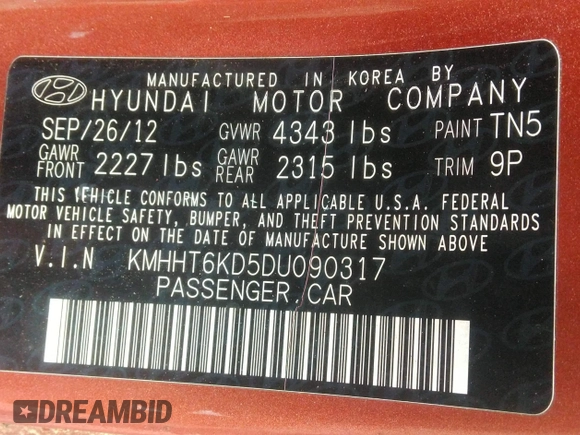 MANUFACTURED IN KOREA BY
HYUNDAI MOTOR COMPANY
SEP/26/12 GVWR 4343 lbs PAINT TN5
GAWR FRONT 2227 lbs GAWR REAR 2315 lbs TRIM 9P
THIS VEHICLE CONFORMS TO ALL APPLICABLE U.S.A. FEDERAL
MOTOR VEHICLE SAFETY, BUMPER, AND THEFT PREVENTION STANDARDS
IN EFFECT ON THE DATE OF MANUFACTURE SHOWN ABOVE
V.I.N KMHHT6KD5DU090317
PASSENGER CAR
DREAMBID